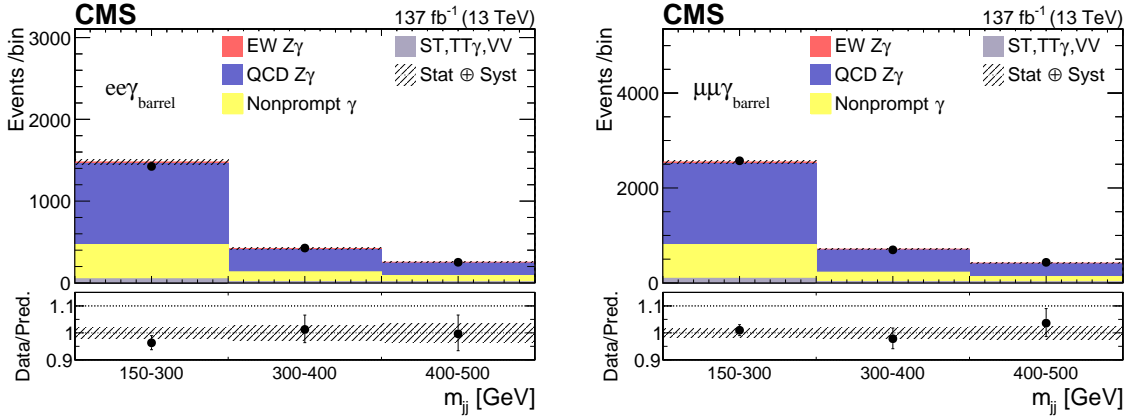 CMS 137 fb⁻¹ (13 TeV)
Events /bin
3000
2000
1000
0
EW Zγ
QCD Zγ
Nonprompt γ
ST,TTγ,VV
Stat ⊕ Syst
eeγ_barrel
Data/Pred.
1.1
1
0.9
150-300 300-400 400-500
m_jj [GeV]
CMS 137 fb⁻¹ (13 TeV)
Events /bin
4000
2000
0
EW Zγ
QCD Zγ
Nonprompt γ
ST,TTγ,VV
Stat ⊕ Syst
μμγ_barrel
Data/Pred.
1.1
1
0.9
150-300 300-400 400-500
m_jj [GeV]